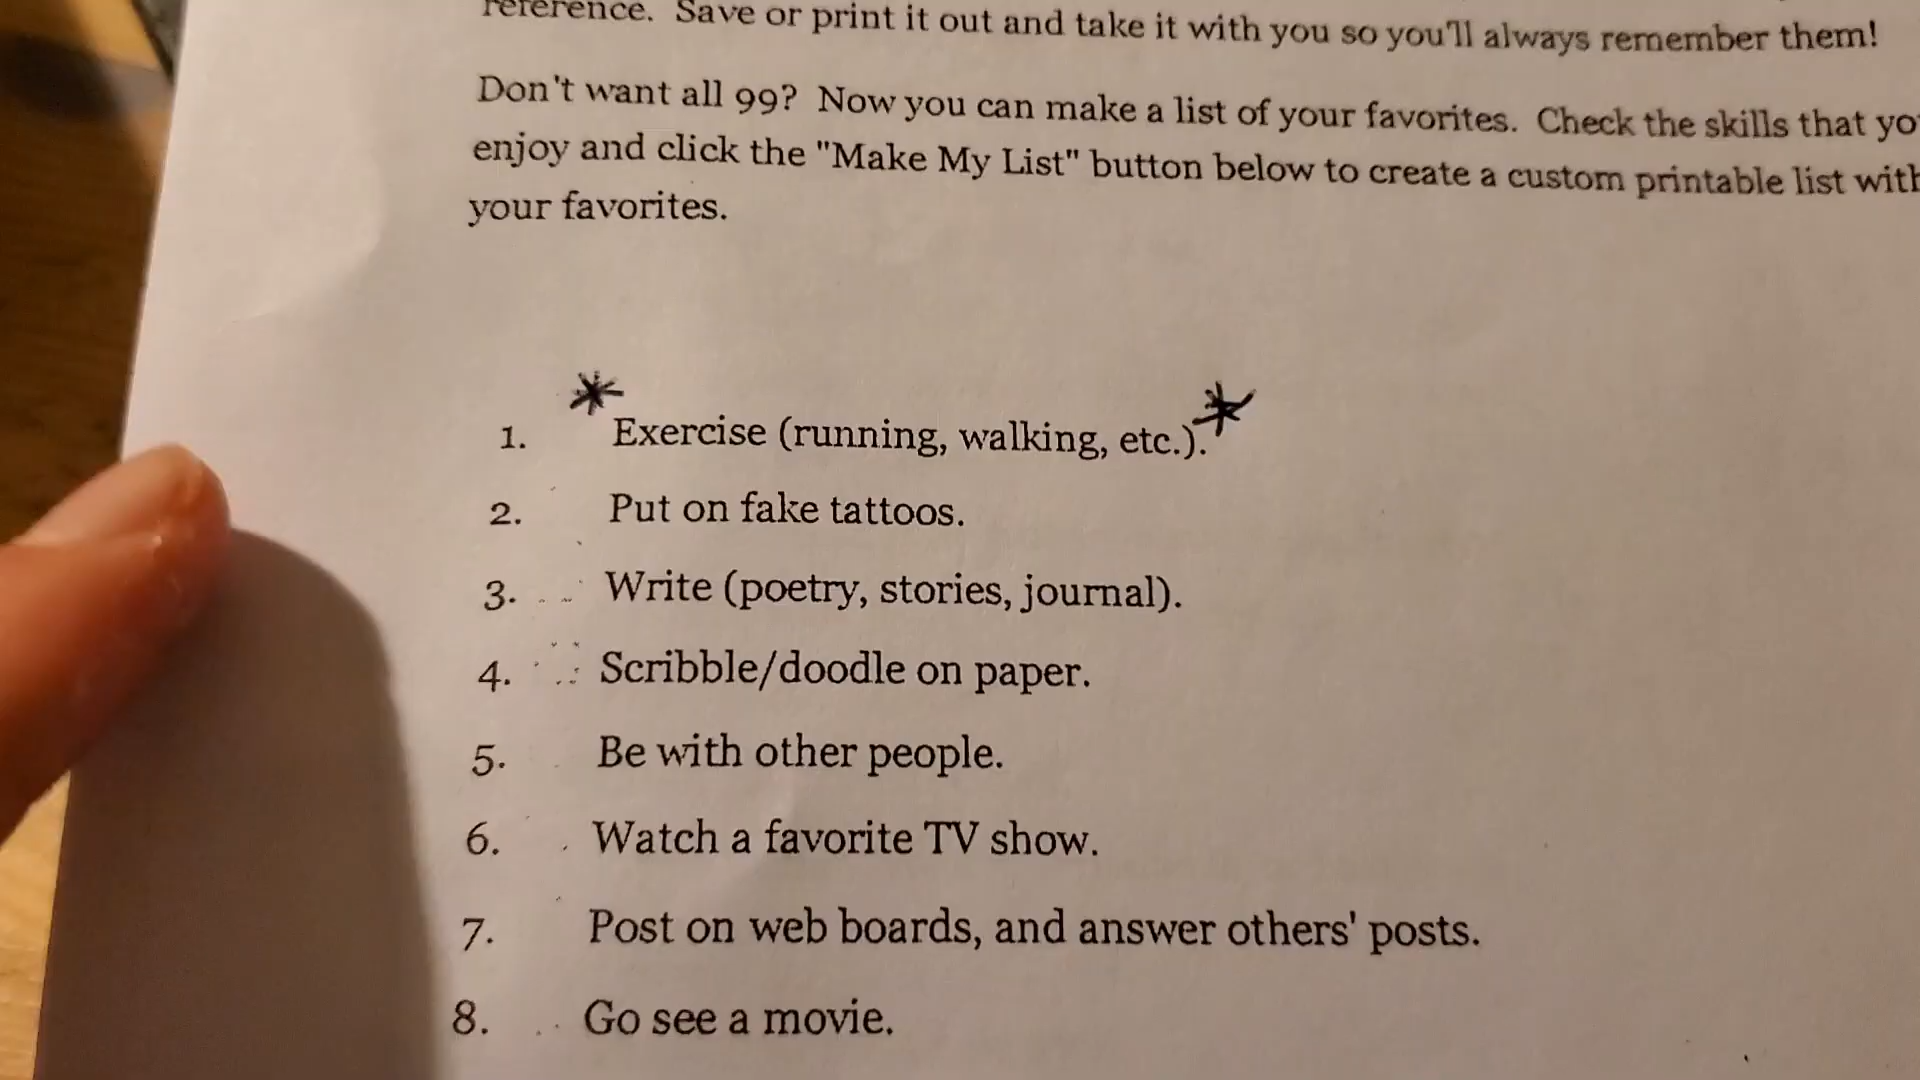 reference. Save or print it out and take it with you so you'll always remember them!
Don't want all 99? Now you can make a list of your favorites. Check the skills that yo
enjoy and click the "Make My List" button below to create a custom printable list with
your favorites.
1. * Exercise (running, walking, etc.). *
2. Put on fake tattoos.
3. Write (poetry, stories, journal).
4. Scribble/doodle on paper.
5. Be with other people.
6. Watch a favorite TV show.
7. Post on web boards, and answer others' posts.
8. Go see a movie.